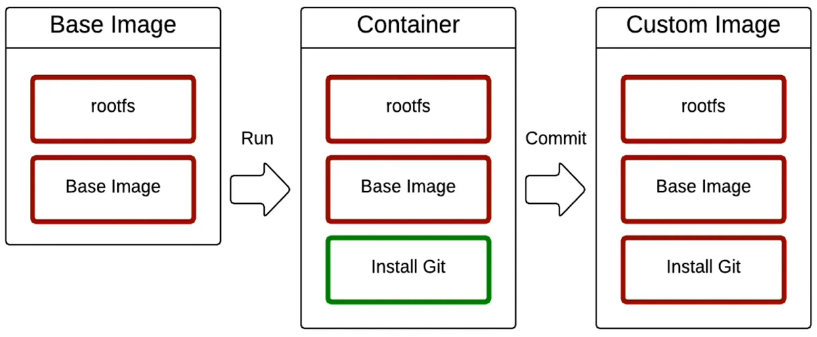 Base Image
rootfs
Base Image
Run
Container
rootfs
Base Image
Install Git
Commit
Custom Image
rootfs
Base Image
Install Git